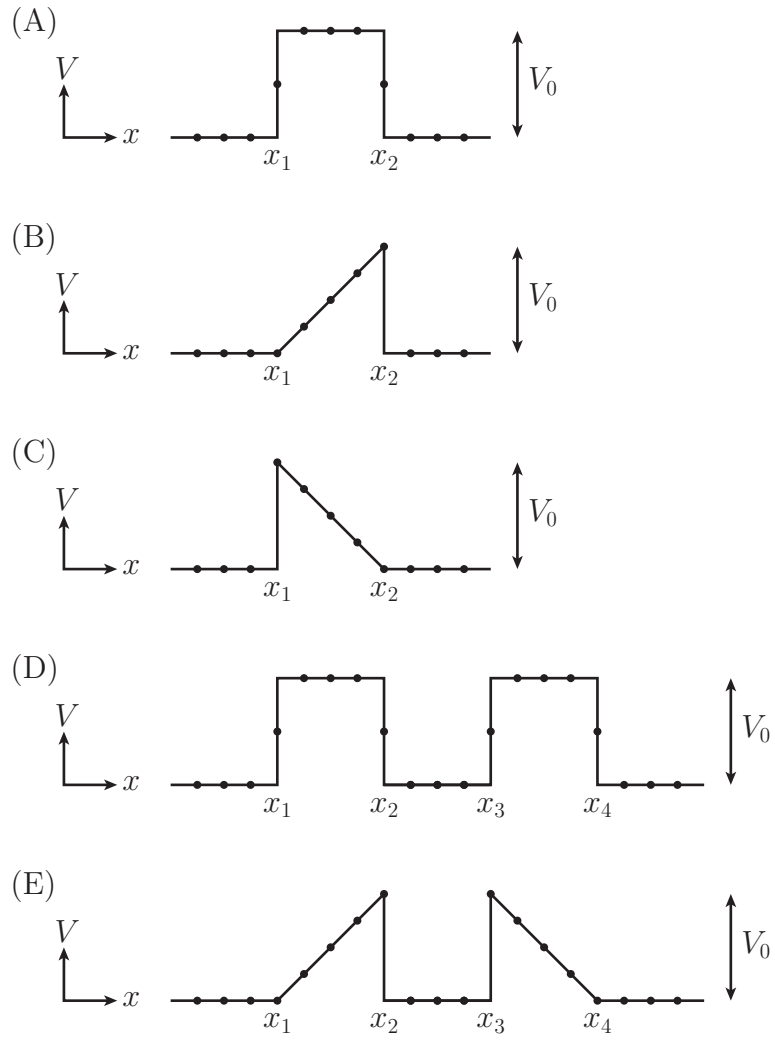 (A)
V
x
x₁
x₂
V₀
(B)
V
x
x₁
x₂
V₀
(C)
V
x
x₁
x₂
V₀
(D)
V
x
x₁
x₂
x₃
x₄
V₀
(E)
V
x
x₁
x₂
x₃
x₄
V₀